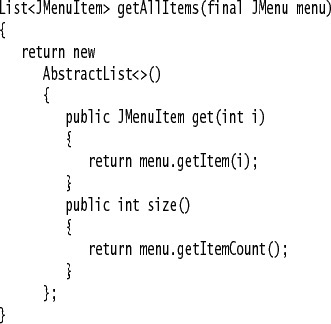 List<JMenuItem> getAllItems(final JMenu menu)
{
   return new
      AbstractList<>()
      {
         public JMenuItem get(int i)
         {
            return menu.getItem(i);
         }
         public int size()
         {
            return menu.getItemCount();
         }
      };
}